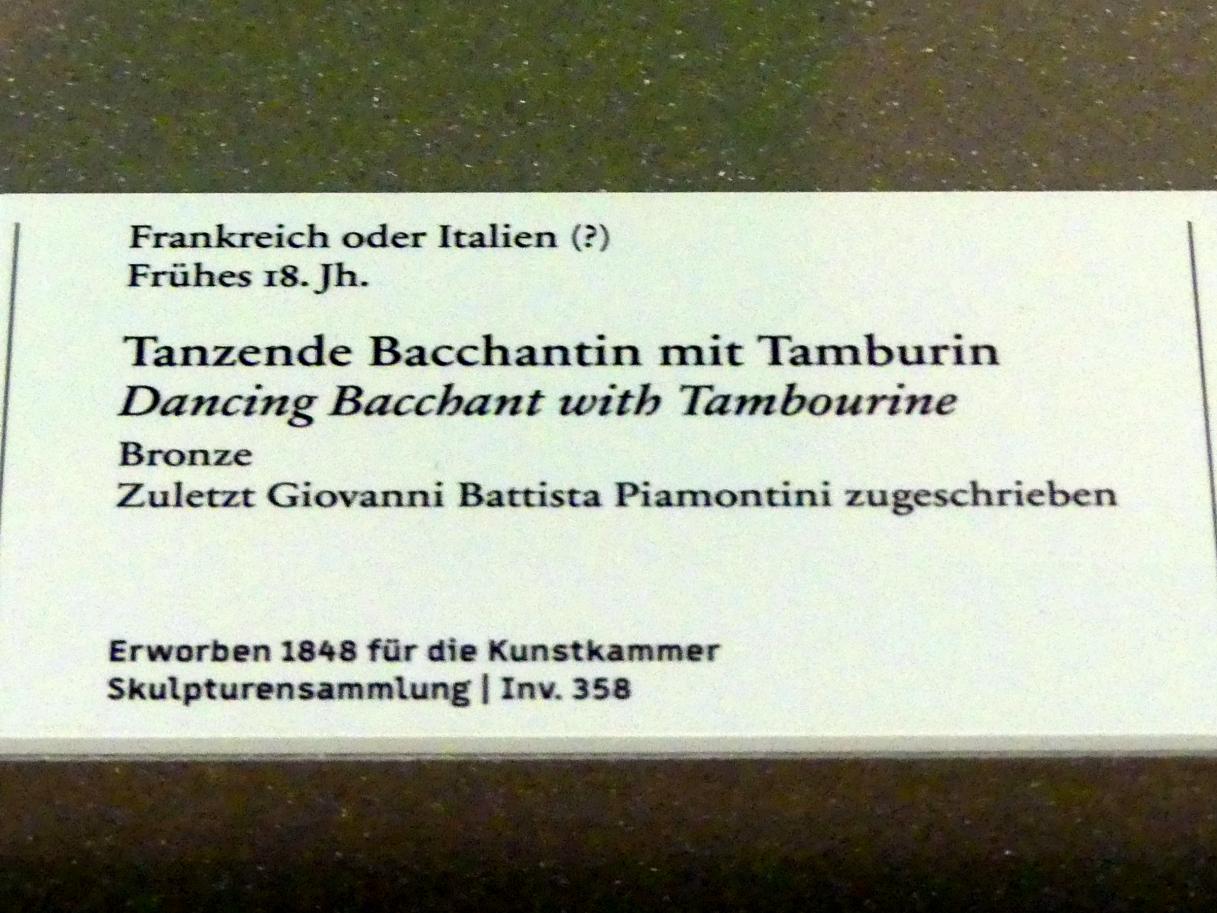 Frankreich oder Italien (?)
Frühes 18. Jh.
Tanzende Bacchantin mit Tamburin
Dancing Bacchant with Tambourine
Bronze
Zuletzt Giovanni Battista Piamontini zugeschrieben
Erworben 1848 für die Kunstkammer
Skulpturensammlung | Inv. 358